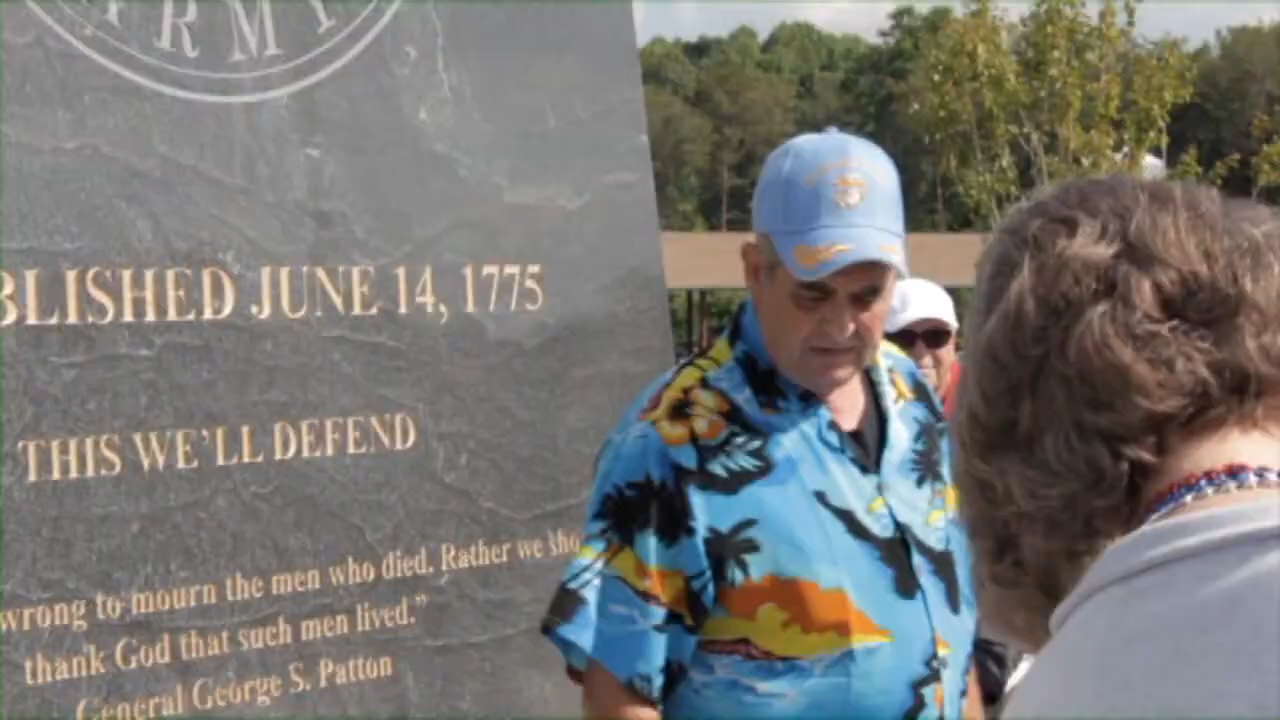 RMY
BLISHED JUNE 14, 1775
THIS WE'LL DEFEND
wrong to mourn the men who died. Rather we sho
thank God that such men lived."
General George S. Patton